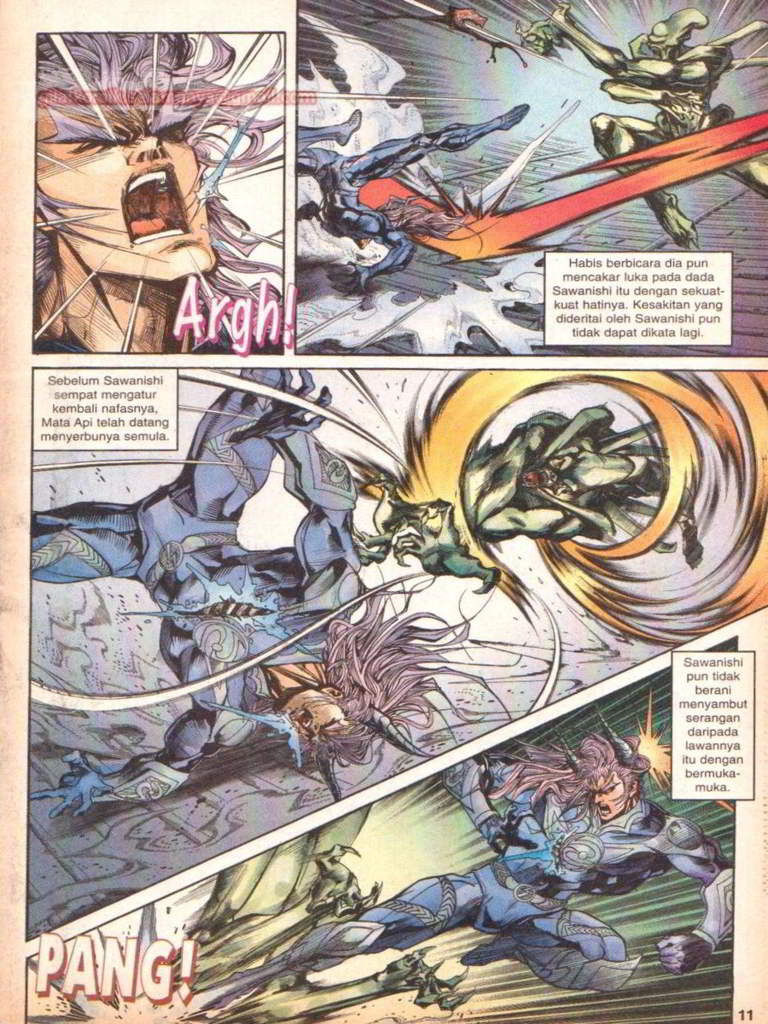 Argh!
Habis berbicara dia pun
mencakar luka pada dada
Sawanishi itu dengan sekuat-
kuat hatinya. Kesakitan yang
dideritai oleh Sawanishi pun
tidak dapat dikata lagi.
Sebelum Sawanishi
sempat mengatur
kembali nafasnya,
Mata Api telah datang
menyerbunya semula.
Sawanishi
pun tidak
berani
menyambut
serangan
daripada
lawannya
itu dengan
bermuka-
muka.
PANG!
11